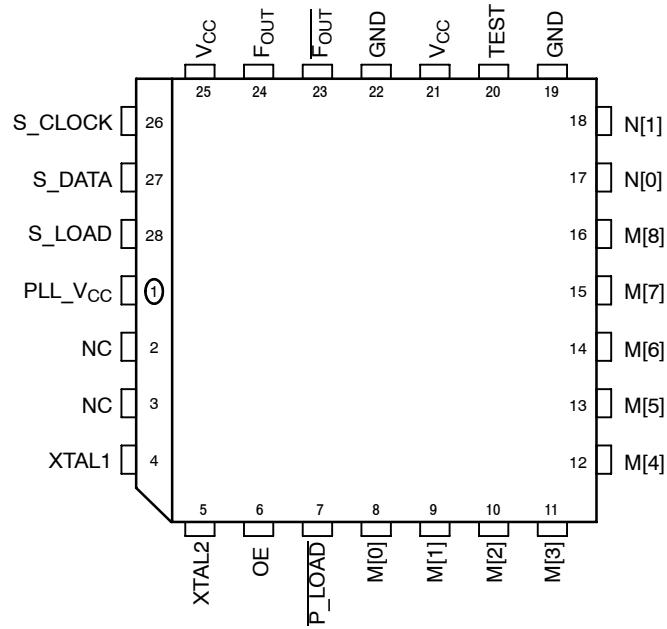 VCC FOUT F̅O̅U̅T̅ GND VCC TEST GND
25 24 23 22 21 20 19
S_CLOCK 26 18 N[1]
S_DATA 27 17 N[0]
S_LOAD 28 16 M[8]
PLL_VCC 1 15 M[7]
NC 2 14 M[6]
NC 3 13 M[5]
XTAL1 4 12 M[4]
5 6 7 8 9 10 11
XTAL2 OE P̅_̅L̅O̅A̅D̅ M[0] M[1] M[2] M[3]